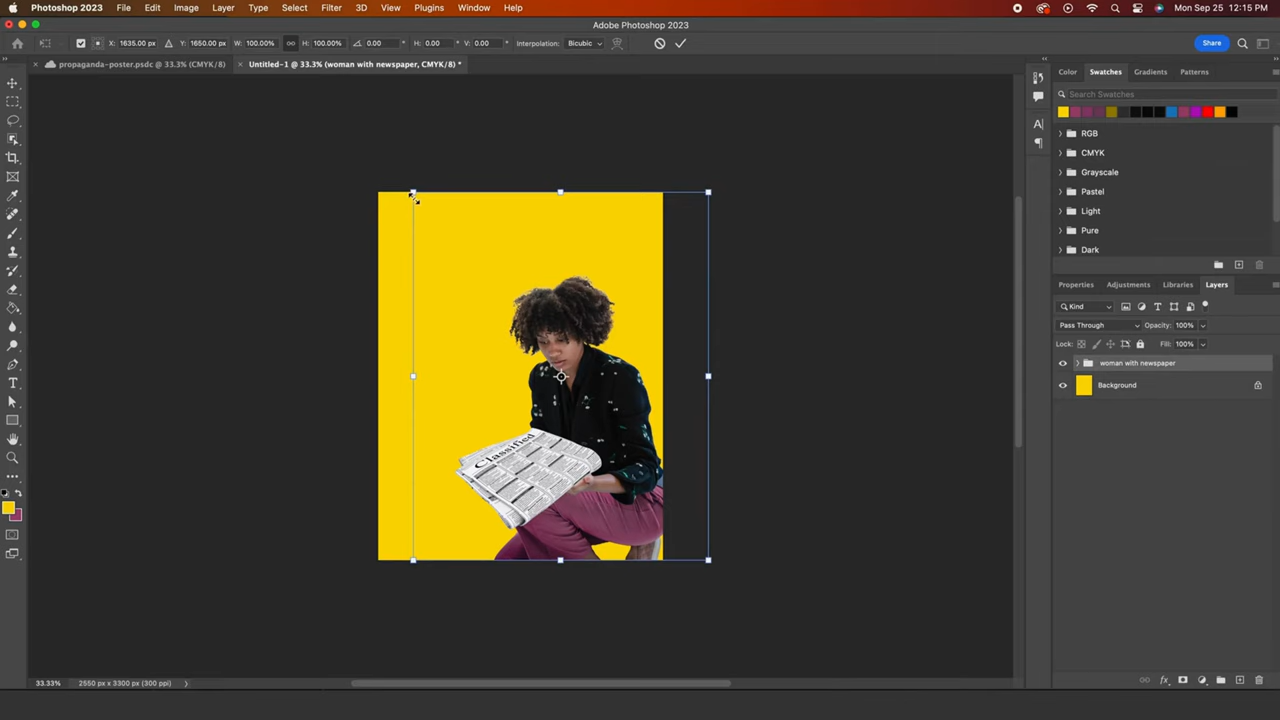 Photoshop 2023 File Edit Image Layer Type Select Filter 3D View Plugins Window Help Mon Sep 25 12:15 PM
Adobe Photoshop 2023
X: 1635.00 px Y: 1650.00 px W: 100.00% H: 100.00% 0.00 ° H: 0.00 ° V: 0.00 ° Interpolation: Bicubic Share
× propaganda-poster.psdc @ 33.3% (CMYK/8) × Untitled-1 @ 33.3% (woman with newspaper, CMYK/8) *
Color Swatches Gradients Patterns
Search Swatches
RGB
CMYK
Grayscale
Pastel
Light
Pure
Dark
Properties Adjustments Libraries Layers
Kind
Pass Through Opacity: 100%
Lock: Fill: 100%
woman with newspaper
Background
Classified
33.33% 2550 px x 3300 px (300 ppi)